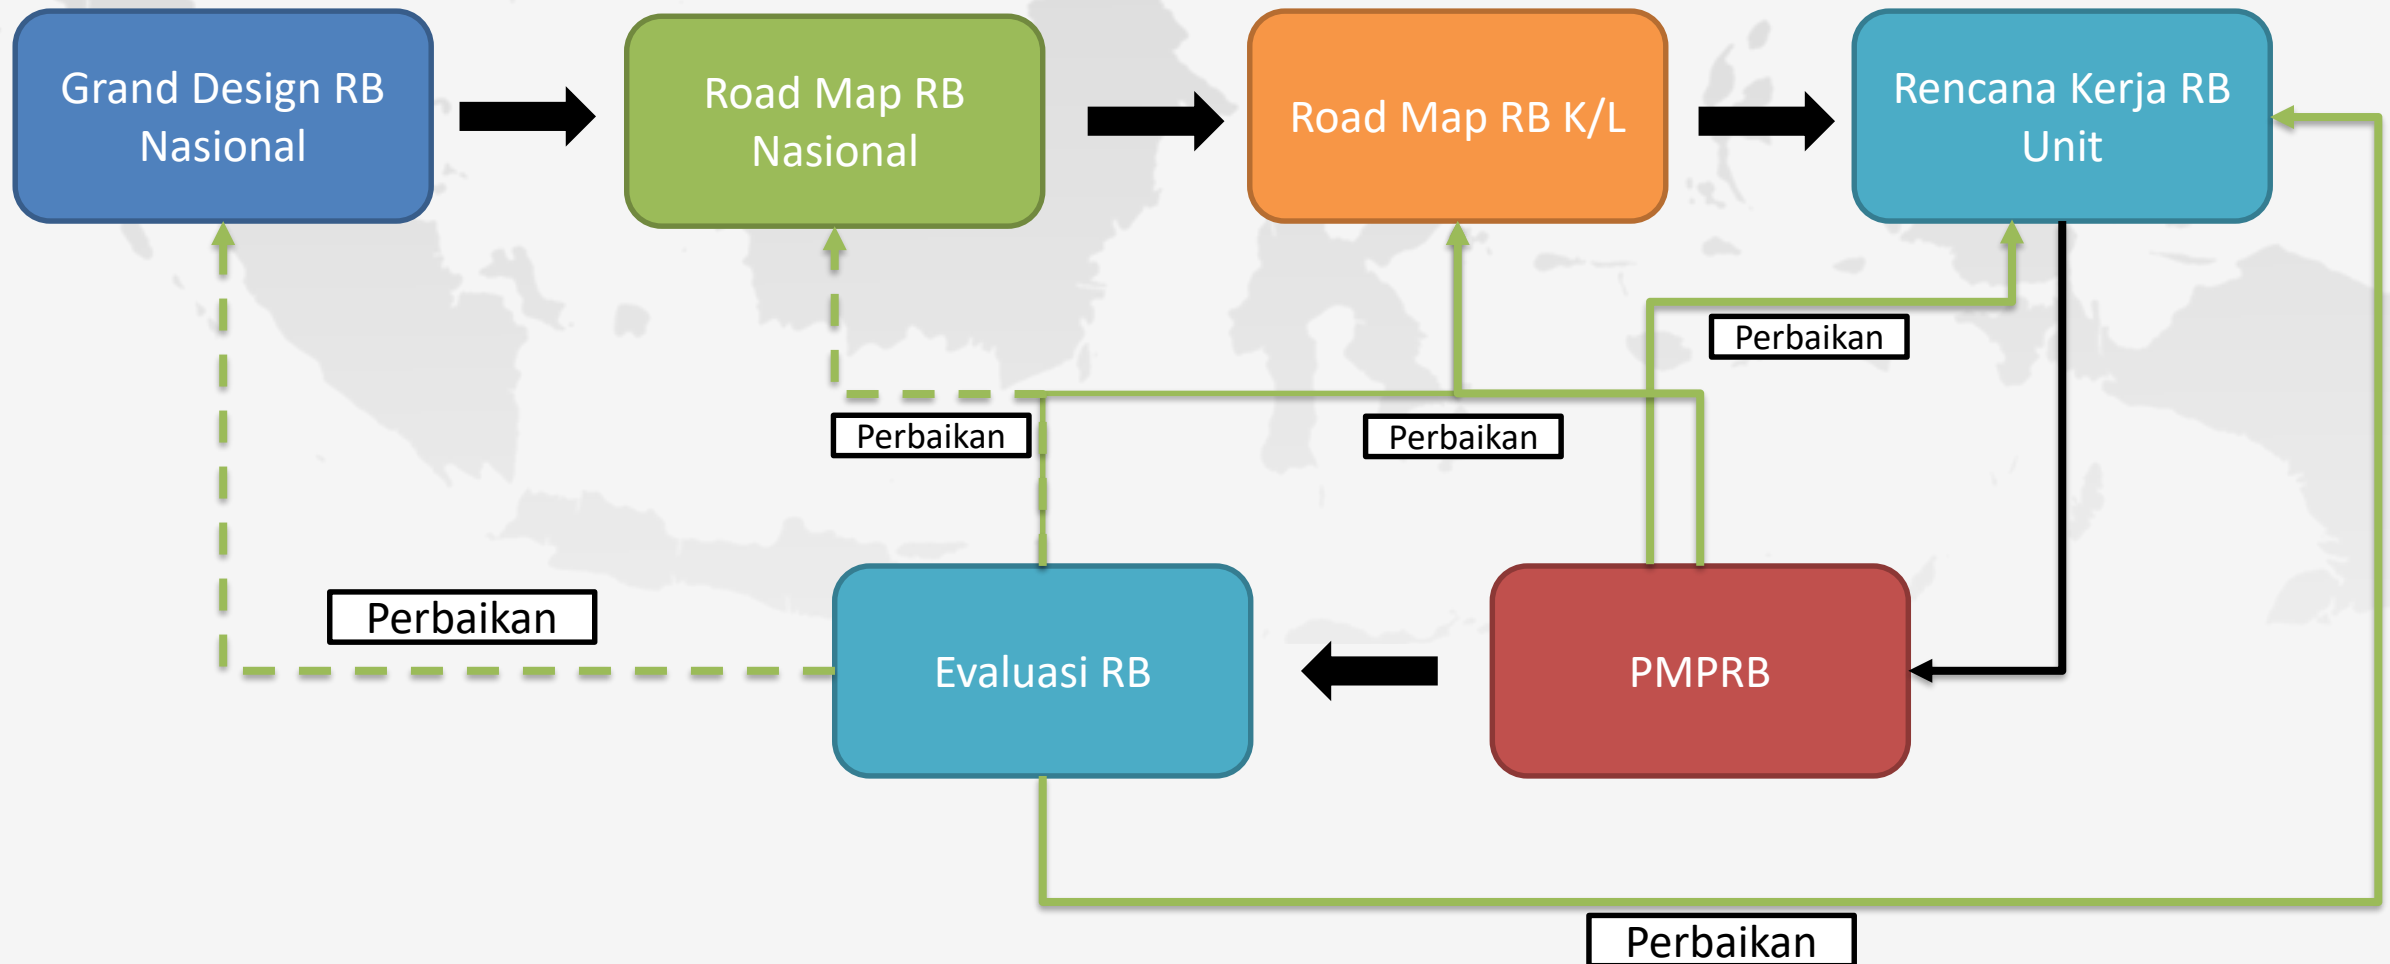 Grand Design RB
Nasional
Road Map RB
Nasional
Road Map RB K/L
Rencana Kerja RB
Unit
Perbaikan
Perbaikan
Perbaikan
Perbaikan
Evaluasi RB
PMPRB
Perbaikan